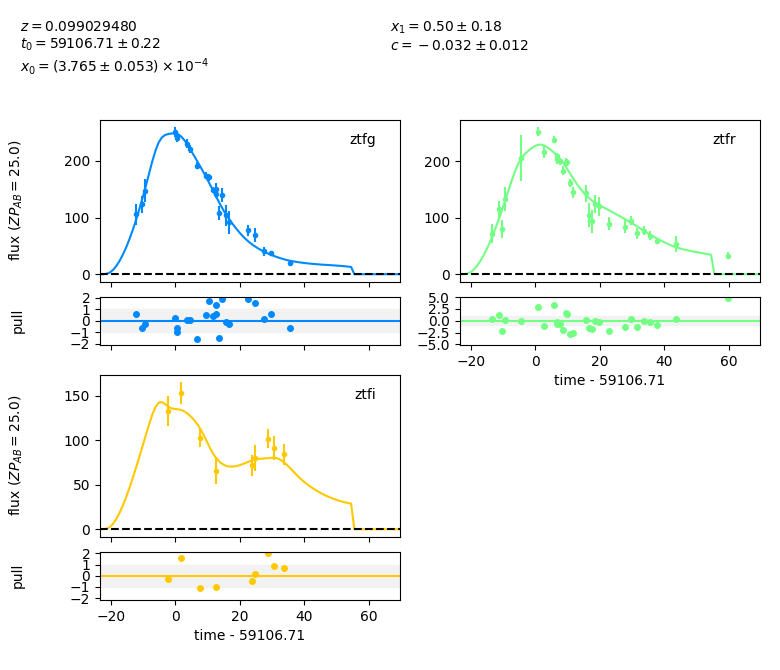 z = 0.099029480
t₀ = 59106.71 ± 0.22
x₀ = (3.765 ± 0.053) × 10⁻⁴
x₁ = 0.50 ± 0.18
c = −0.032 ± 0.012
flux (ZP_AB = 25.0)
200
100
0
ztfg
200
100
0
ztfr
pull
2
1
0
−1
−2
5.0
2.5
0.0
−2.5
−5.0
−20 0 20 40 60
time - 59106.71
flux (ZP_AB = 25.0)
150
100
50
0
ztfi
pull
2
1
0
−1
−2
−20 0 20 40 60
time - 59106.71